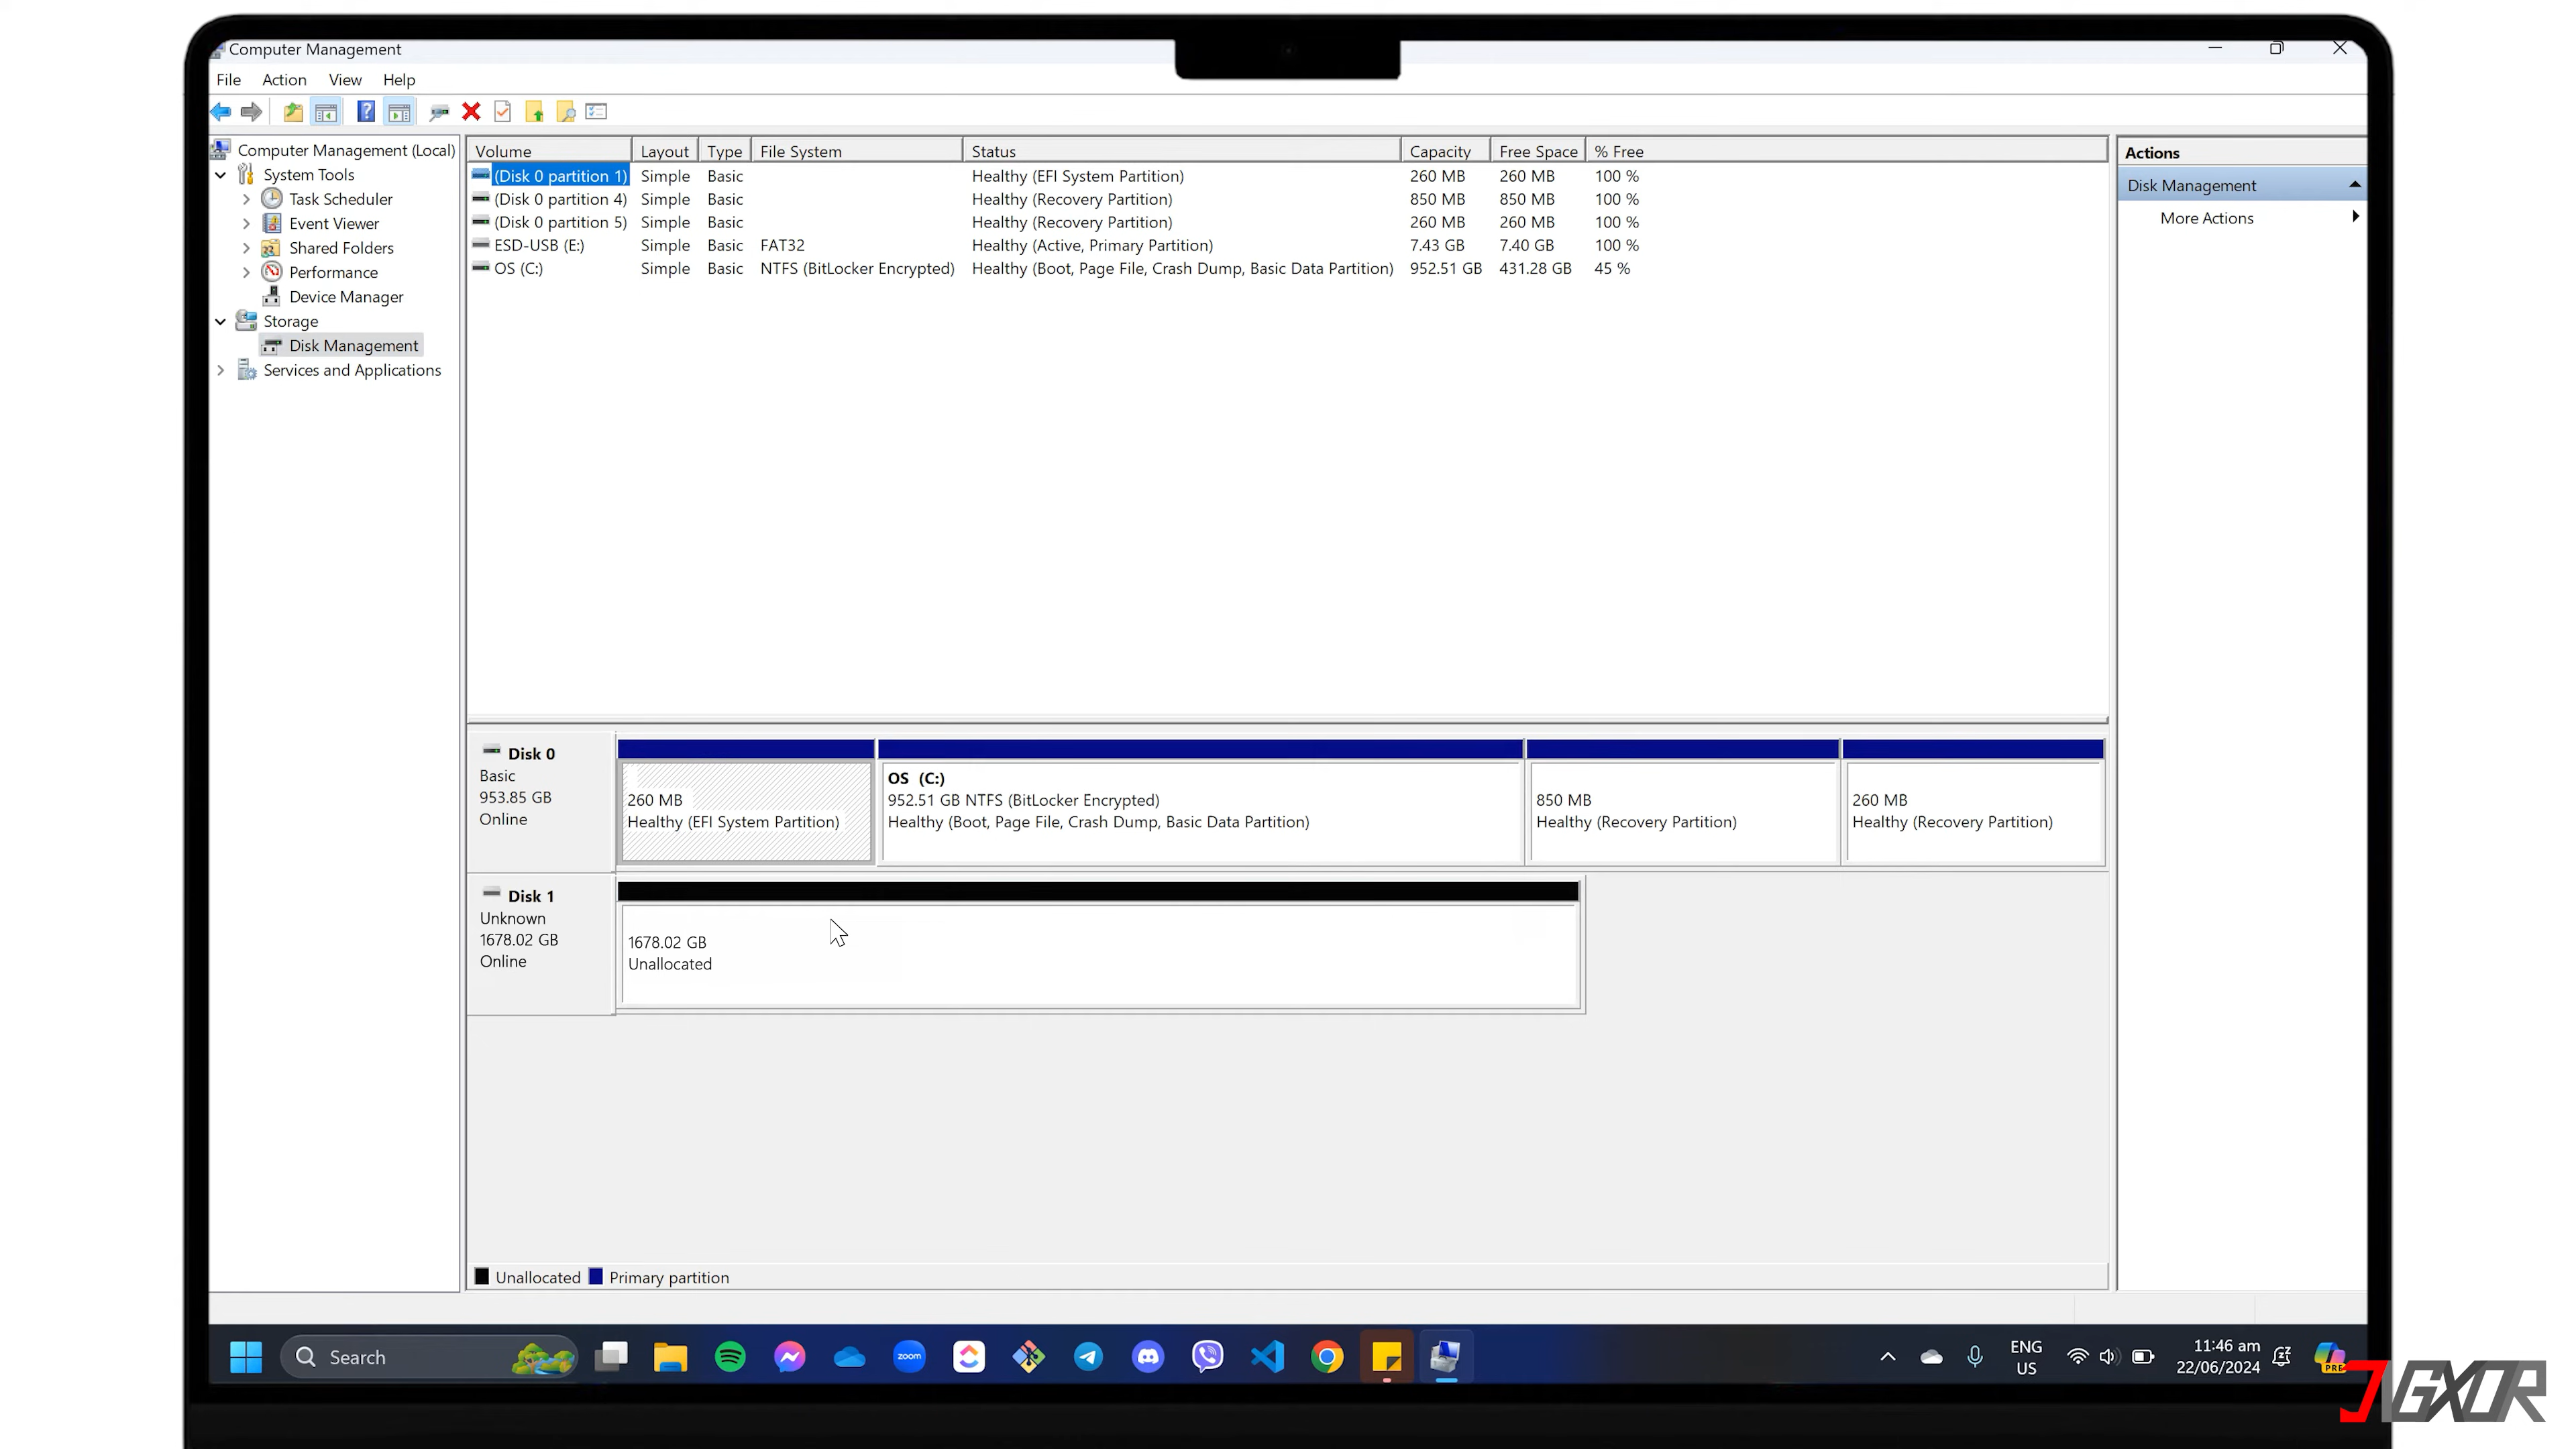 Computer Management
File Action View Help
Computer Management (Local)
System Tools
Task Scheduler
Event Viewer
Shared Folders
Performance
Device Manager
Storage
Disk Management
Services and Applications
Volume Layout Type File System Status Capacity Free Space % Free
(Disk 0 partition 1) Simple Basic Healthy (EFI System Partition) 260 MB 260 MB 100 %
(Disk 0 partition 4) Simple Basic Healthy (Recovery Partition) 850 MB 850 MB 100 %
(Disk 0 partition 5) Simple Basic Healthy (Recovery Partition) 260 MB 260 MB 100 %
ESD-USB (E:) Simple Basic FAT32 Healthy (Active, Primary Partition) 7.43 GB 7.40 GB 100 %
OS (C:) Simple Basic NTFS (BitLocker Encrypted) Healthy (Boot, Page File, Crash Dump, Basic Data Partition) 952.51 GB 431.28 GB 45 %
Actions
Disk Management
More Actions
Disk 0
Basic
953.85 GB
Online
260 MB
Healthy (EFI System Partition)
OS (C:)
952.51 GB NTFS (BitLocker Encrypted)
Healthy (Boot, Page File, Crash Dump, Basic Data Partition)
850 MB
Healthy (Recovery Partition)
260 MB
Healthy (Recovery Partition)
Disk 1
Unknown
1678.02 GB
Online
1678.02 GB
Unallocated
Unallocated Primary partition
Search
zoom
ENG
US
11:46 am
22/06/2024
PRE
JIGXOR